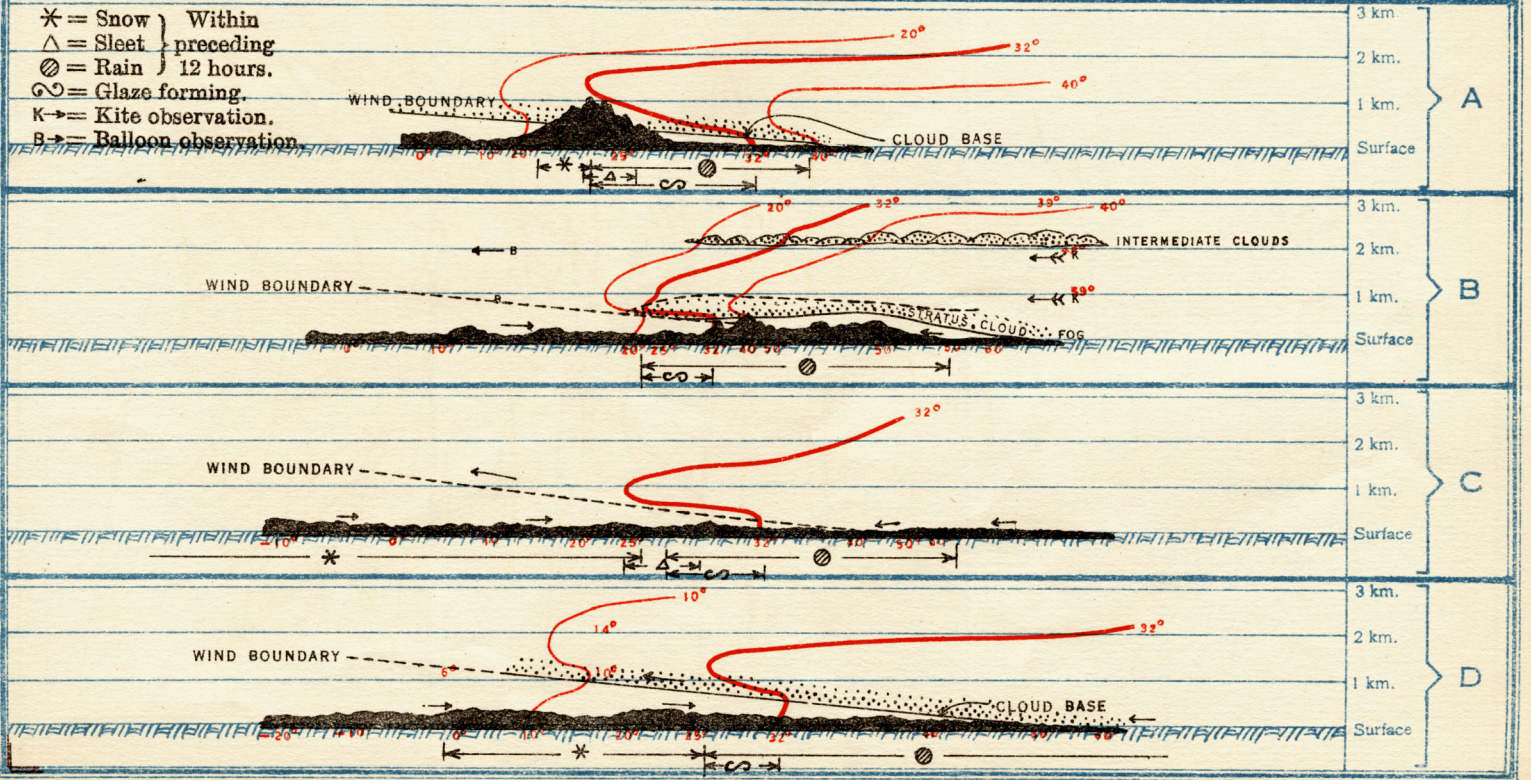 * = Snow } Within
△ = Sleet } preceding
= Rain } 12 hours.
= Glaze forming.
K→ = Kite observation.
B→ = Balloon observation.
20° 32° 40°
WIND BOUNDARY
CLOUD BASE
0° 10° 20° 25° 32° 40°
3 km.
2 km.
1 km.
Surface
A
20° 32° 39° 40°
INTERMEDIATE CLOUDS
B K
WIND BOUNDARY
B 59° K
STRATUS CLOUD FOG
0° 10° 20° 25° 32° 40 50 50° 60
3 km.
2 km.
1 km.
Surface
B
32°
WIND BOUNDARY
-10° 0° 20° 25° 32° 40 50
3 km.
2 km.
1 km.
Surface
C
10°
14° 32°
WIND BOUNDARY
6° 10°
CLOUD BASE
-20° -10° 0° 10° 20° 25° 32° 40
3 km.
2 km.
1 km.
Surface
D